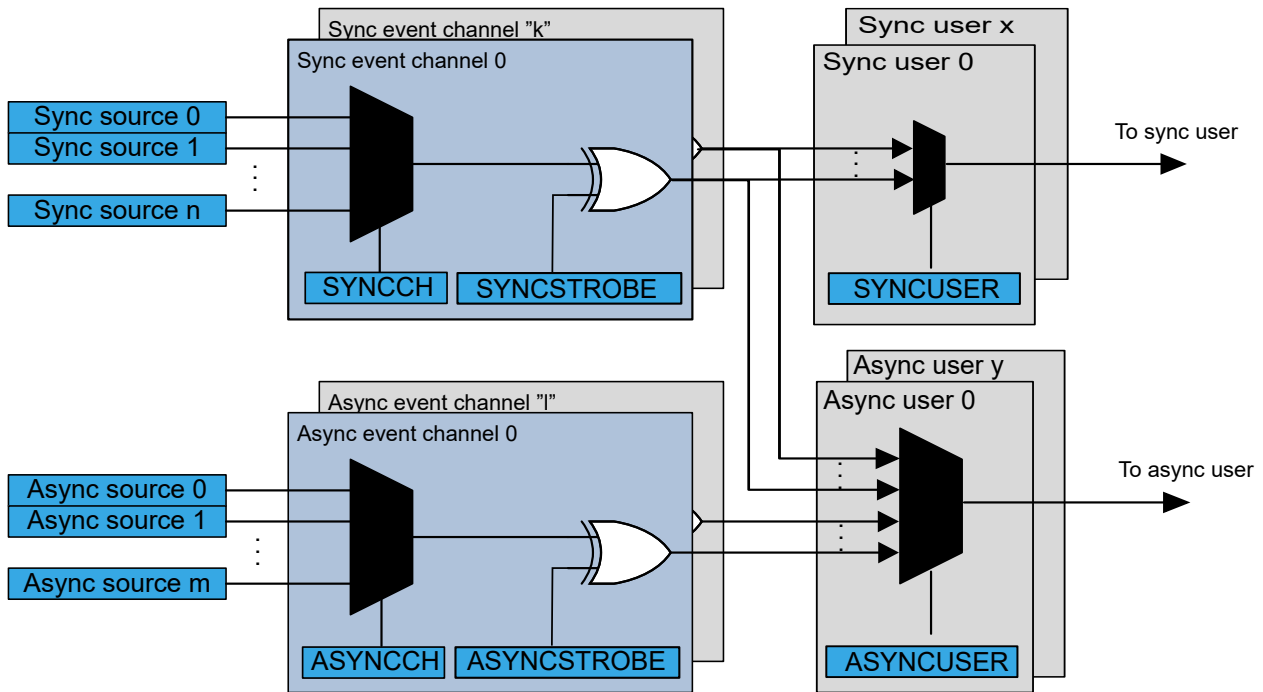 Sync event channel ”k”
Sync event channel 0
Sync source 0
Sync source 1
Sync source n
SYNCCH
SYNCSTROBE
Sync user x
Sync user 0
SYNCUSER
To sync user
Async event channel ”l”
Async event channel 0
Async source 0
Async source 1
Async source m
ASYNCCH
ASYNCSTROBE
Async user y
Async user 0
ASYNCUSER
To async user